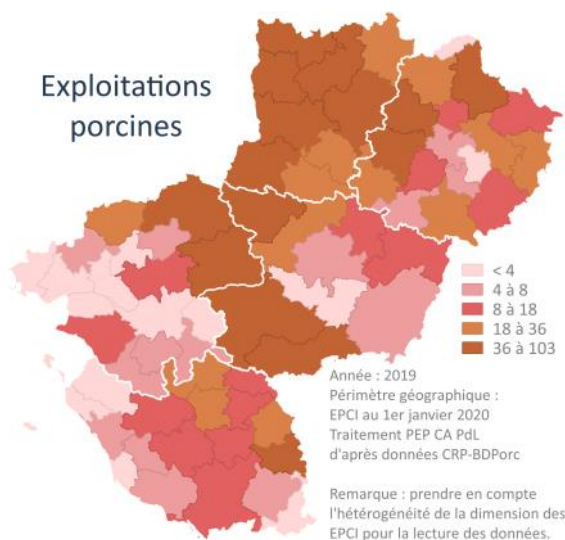 Exploitations
porcines
< 4
4 à 8
8 à 18
18 à 36
36 à 103
Année : 2019
Périmètre géographique :
EPCI au 1er janvier 2020
Traitement PEP CA PdL
d'après données CRP-BDPorc
Remarque : prendre en compte
l'hétérogénéité de la dimension des
EPCI pour la lecture des données.